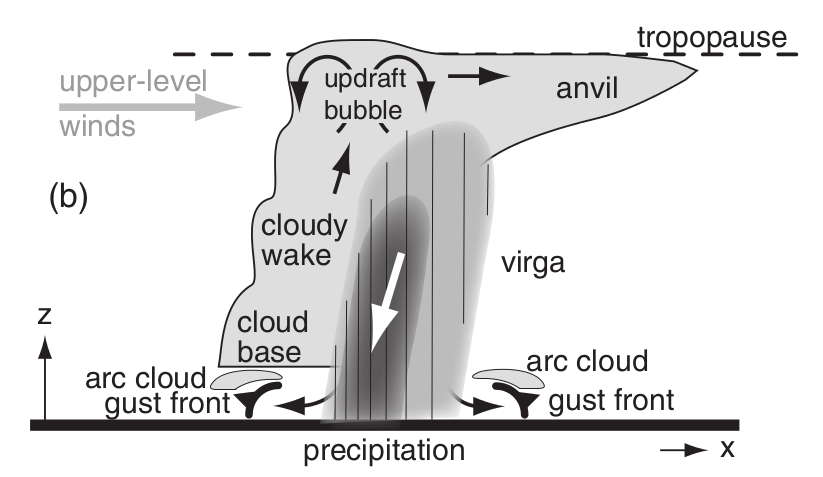 tropopause
upper-level
winds
updraft
bubble
anvil
(b)
cloudy
wake
virga
z
cloud
base
arc cloud
gust front
arc cloud
gust front
precipitation
x